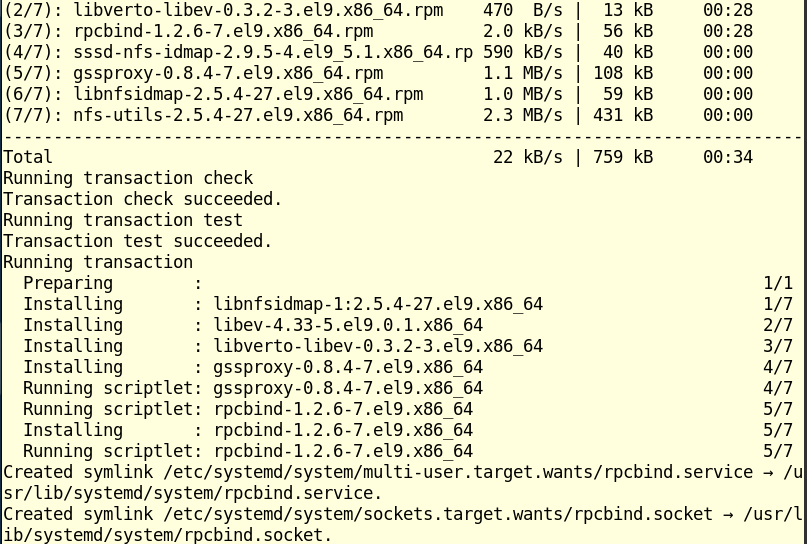 (2/7): libverto-libev-0.3.2-3.el9.x86_64.rpm    470  B/s |  13 kB     00:28
(3/7): rpcbind-1.2.6-7.el9.x86_64.rpm           2.0 kB/s |  56 kB     00:28
(4/7): sssd-nfs-idmap-2.9.5-4.el9_5.1.x86_64.rp 590 kB/s |  40 kB     00:00
(5/7): gssproxy-0.8.4-7.el9.x86_64.rpm          1.1 MB/s | 108 kB     00:00
(6/7): libnfsidmap-2.5.4-27.el9.x86_64.rpm      1.0 MB/s |  59 kB     00:00
(7/7): nfs-utils-2.5.4-27.el9.x86_64.rpm        2.3 MB/s | 431 kB     00:00
--------------------------------------------------------------------------------
Total                                            22 kB/s | 759 kB     00:34
Running transaction check
Transaction check succeeded.
Running transaction test
Transaction test succeeded.
Running transaction
  Preparing        :                                                        1/1
  Installing       : libnfsidmap-1:2.5.4-27.el9.x86_64                      1/7
  Installing       : libev-4.33-5.el9.0.1.x86_64                            2/7
  Installing       : libverto-libev-0.3.2-3.el9.x86_64                      3/7
  Installing       : gssproxy-0.8.4-7.el9.x86_64                            4/7
  Running scriptlet: gssproxy-0.8.4-7.el9.x86_64                            4/7
  Running scriptlet: rpcbind-1.2.6-7.el9.x86_64                             5/7
  Installing       : rpcbind-1.2.6-7.el9.x86_64                             5/7
  Running scriptlet: rpcbind-1.2.6-7.el9.x86_64                             5/7
Created symlink /etc/systemd/system/multi-user.target.wants/rpcbind.service → /u
sr/lib/systemd/system/rpcbind.service.
Created symlink /etc/systemd/system/sockets.target.wants/rpcbind.socket → /usr/l
ib/systemd/system/rpcbind.socket.